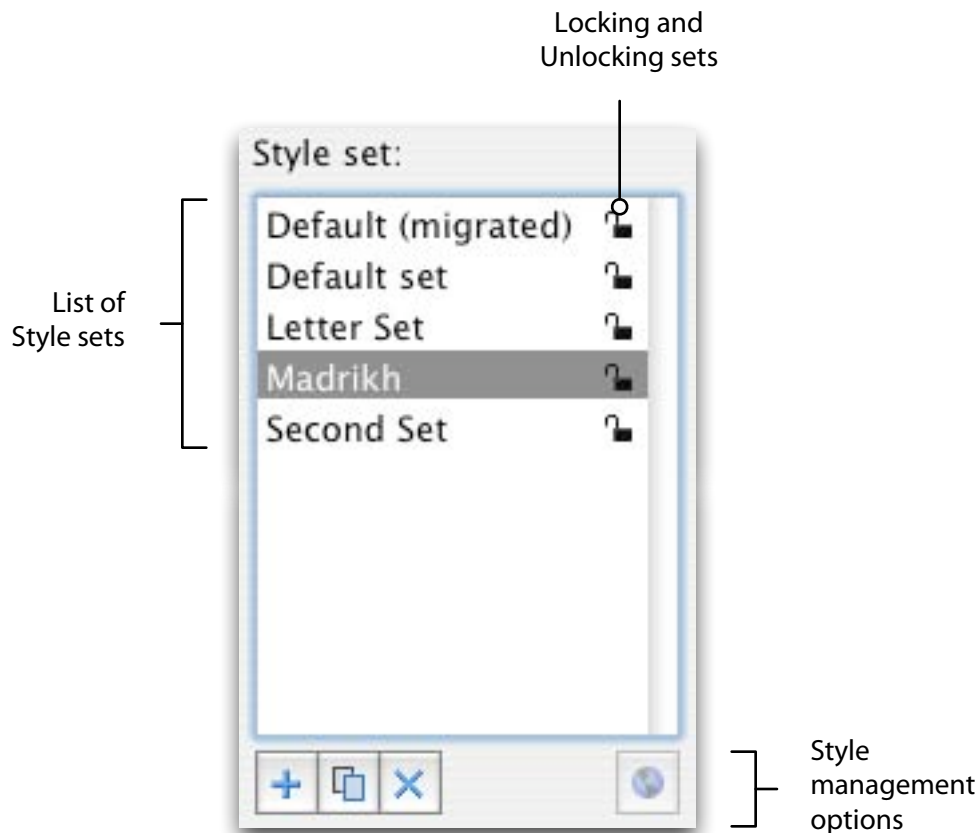 Locking and
Unlocking sets
Style set:
Default (migrated)
Default set
Letter Set
Madrikh
Second Set
List of
Style sets
Style
management
options